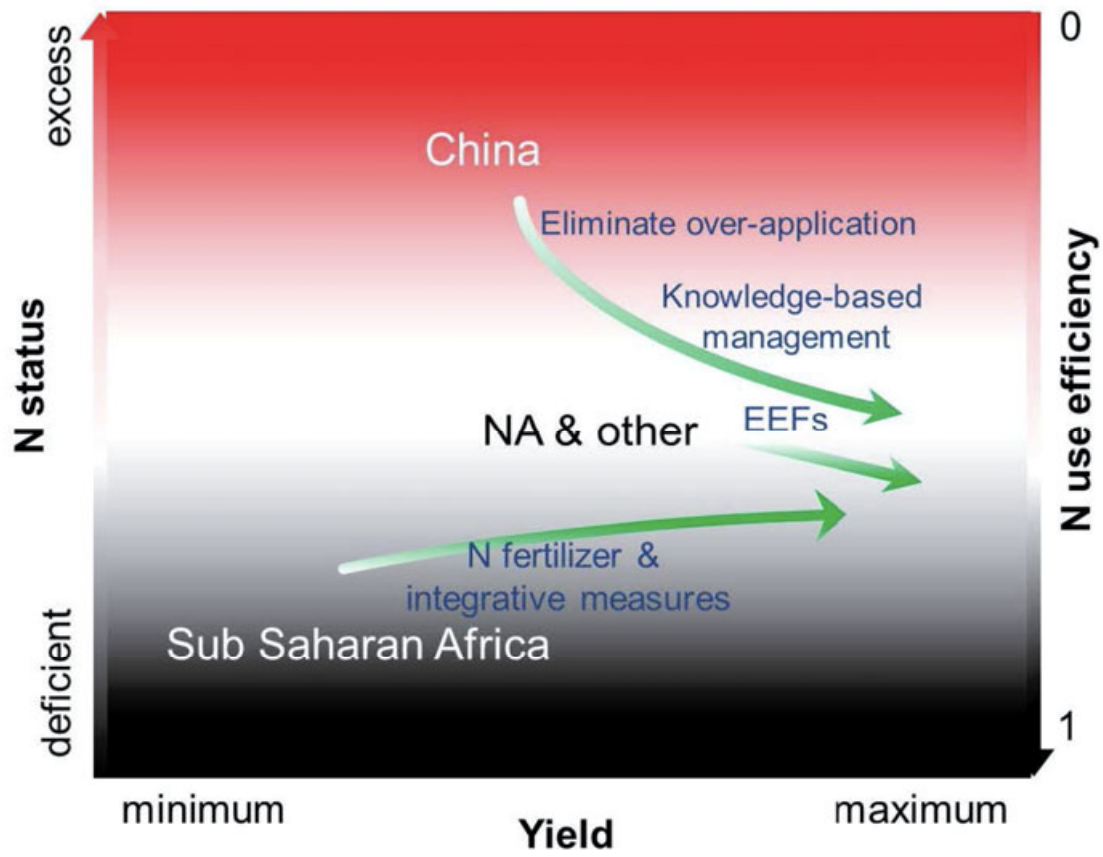 excess
0
China
Eliminate over-application
Knowledge-based
management
N status
N use efficiency
EEFs
NA & other
N fertilizer &
integrative measures
Sub Saharan Africa
deficient
1
minimum
maximum
Yield